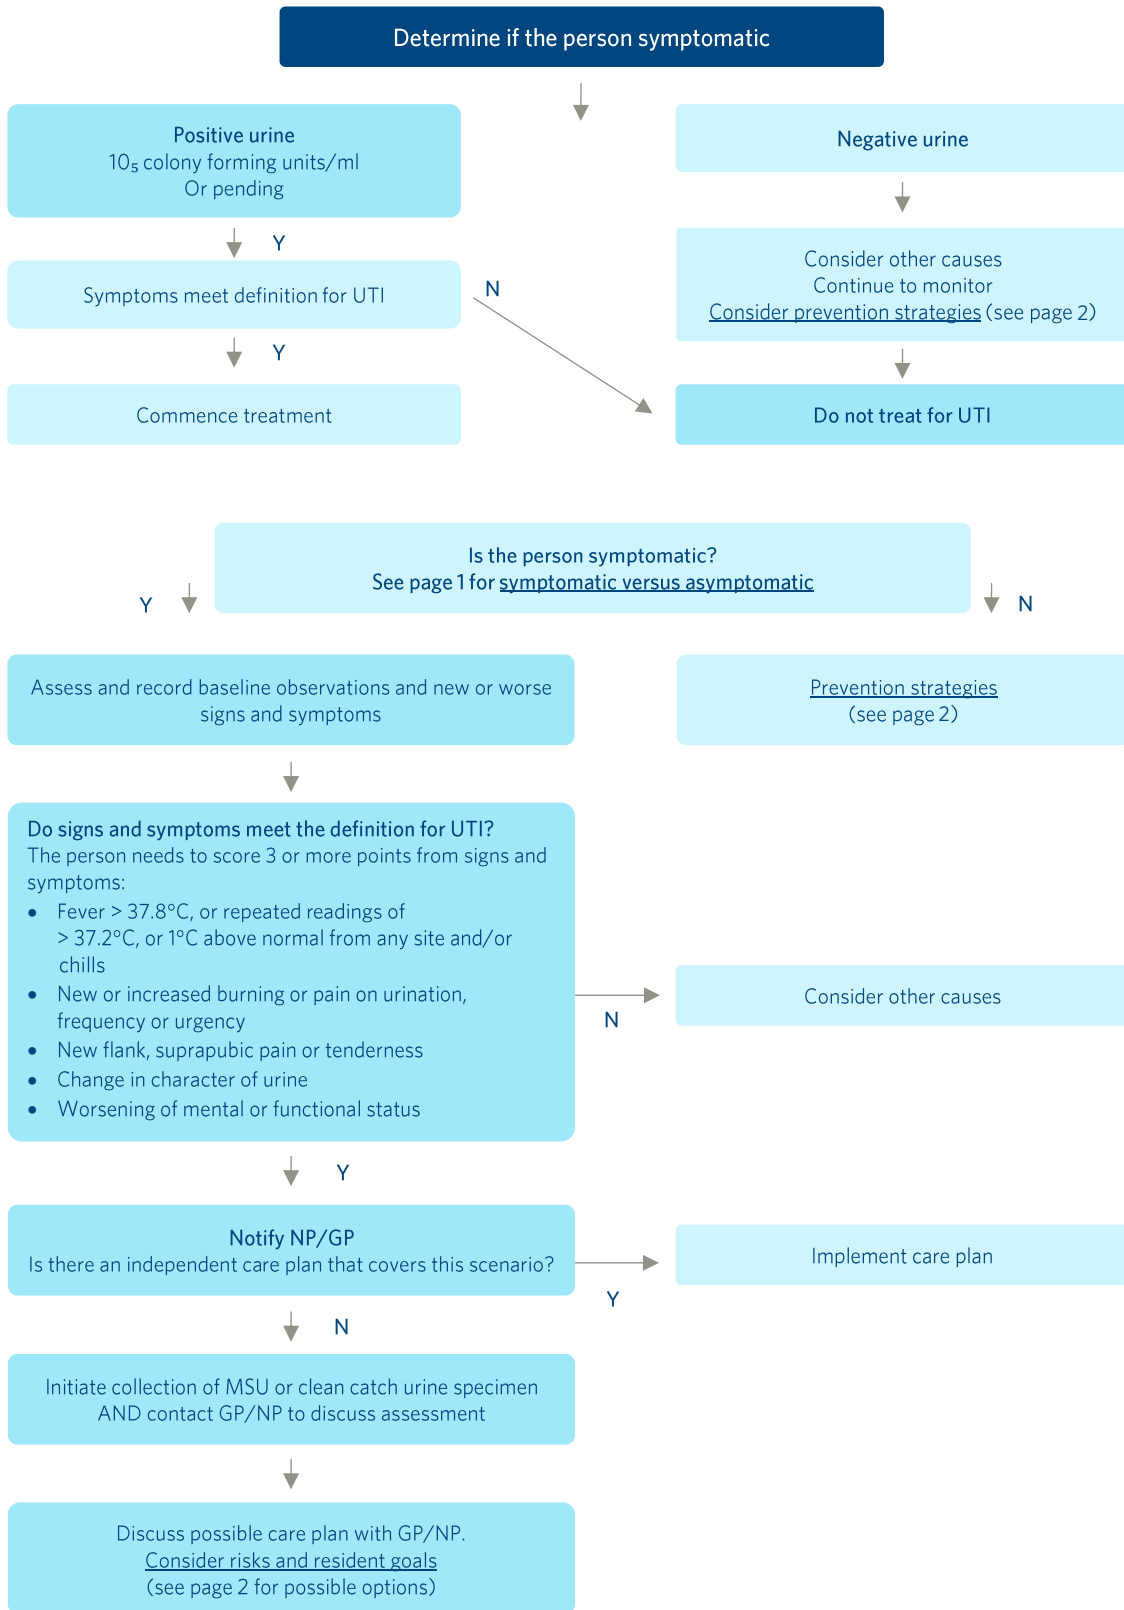 Determine if the person symptomatic
Positive urine
10₅ colony forming units/ml
Or pending
Negative urine
Y
Symptoms meet definition for UTI
N
Consider other causes
Continue to monitor
Consider prevention strategies (see page 2)
Y
Commence treatment
Do not treat for UTI
Is the person symptomatic?
See page 1 for symptomatic versus asymptomatic
Y
N
Assess and record baseline observations and new or worse
signs and symptoms
Prevention strategies
(see page 2)
Do signs and symptoms meet the definition for UTI?
The person needs to score 3 or more points from signs and
symptoms:
• Fever > 37.8°C, or repeated readings of
> 37.2°C, or 1°C above normal from any site and/or
chills
• New or increased burning or pain on urination,
frequency or urgency
• New flank, suprapubic pain or tenderness
• Change in character of urine
• Worsening of mental or functional status
N
Consider other causes
Y
Notify NP/GP
Is there an independent care plan that covers this scenario?
Y
Implement care plan
N
Initiate collection of MSU or clean catch urine specimen
AND contact GP/NP to discuss assessment
Discuss possible care plan with GP/NP.
Consider risks and resident goals
(see page 2 for possible options)